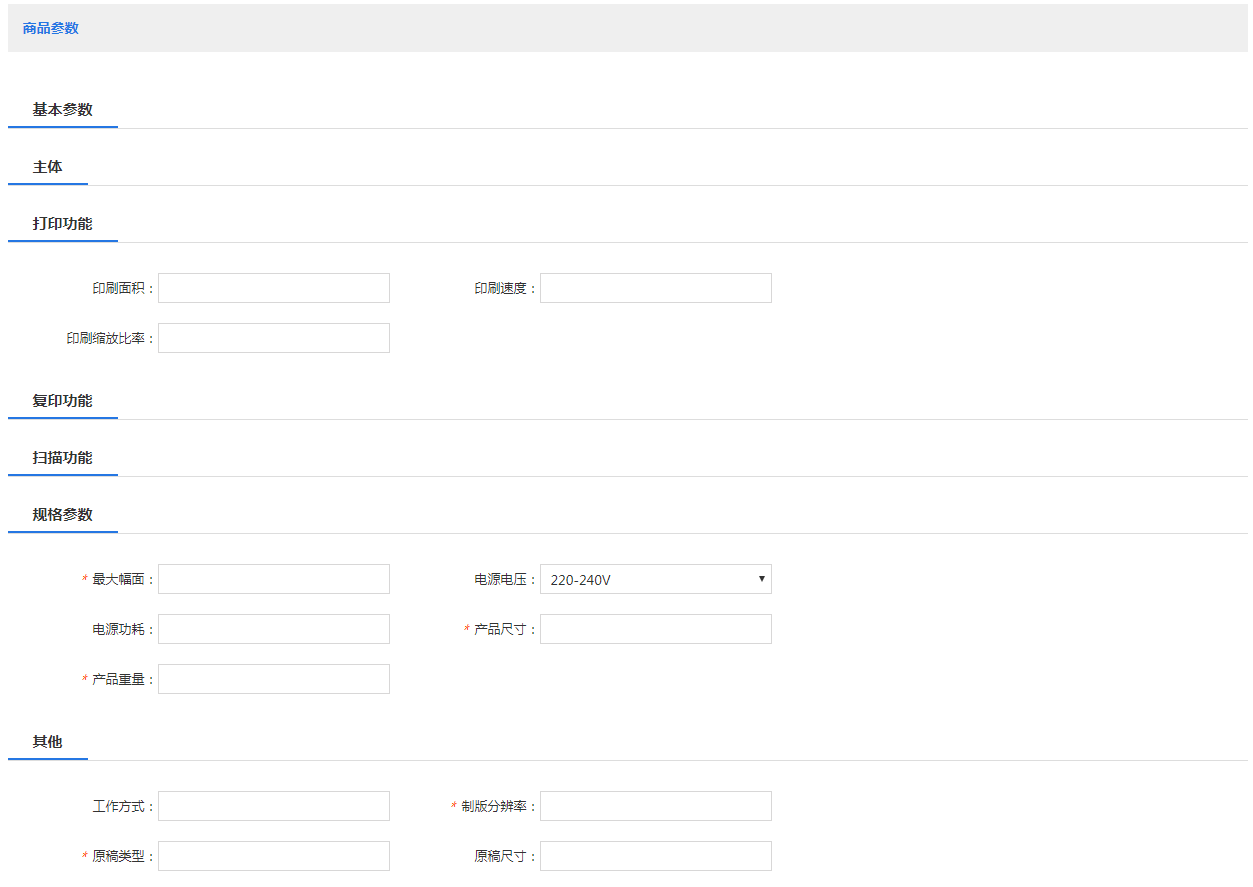 商品参数
基本参数
主体
打印功能
印刷面积： 印刷速度：
印刷缩放比率：
复印功能
扫描功能
规格参数
* 最大幅面： 电源电压： 220-240V
电源功耗： * 产品尺寸：
* 产品重量：
其他
工作方式： * 制版分辨率：
* 原稿类型： 原稿尺寸：